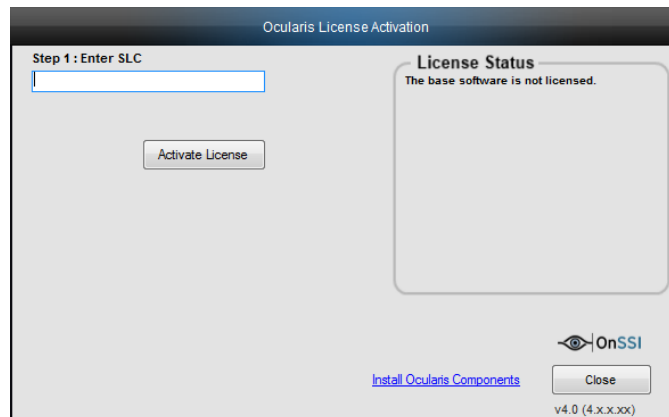 Ocularis License Activation
Step 1 : Enter SLC
License Status
The base software is not licensed.
Activate License
OnSSI
Install Ocularis Components
Close
v4.0 (4.x.x.xx)